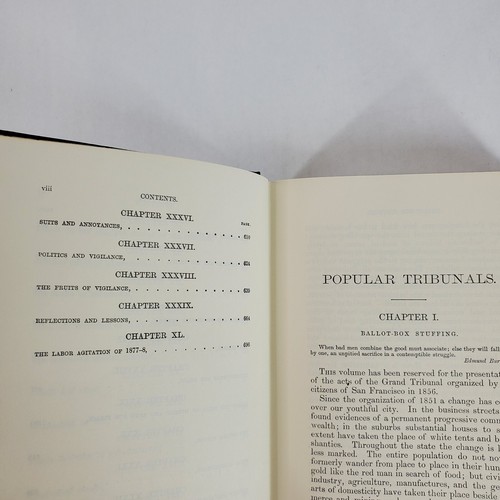 viii
CONTENTS.
CHAPTER XXXVI.
PAGE
SUITS AND ANNOYANCES,
CHAPTER XXXVII.
POLITICS AND VIGILANCE,
CHAPTER XXXVIII.
THE FRUITS OF VIGILANCE,
CHAPTER XXXIX.
REFLECTIONS AND LESSONS,
CHAPTER XL.
THE LABOR AGITATION OF 1877-8,
POPULAR TRIBUNALS.
CHAPTER I.
BALLOT-BOX STUFFING.
When bad men combine the good must associate; else they will fall
by one, an unpitied sacrifice in a contemptible struggle.
Edmund Bur
This volume has been reserved for the presentat
of the acts of the Grand Tribunal organized by
citizens of San Francisco in 1856.
Since the organization of 1851 a change has co
over our youthful city. In the business streets
found evidences of a permanent progressive comm
wealth; in the suburbs substantial houses to s
extent have taken the place of white tents and b
shanties. Throughout the state the change is
less marked. The entire population do not no
formerly wander from place to place in their hun
gold like the red man in search of food; but civi
industry, agriculture, manufactures, and the ge
arts of domesticity have taken their place beside